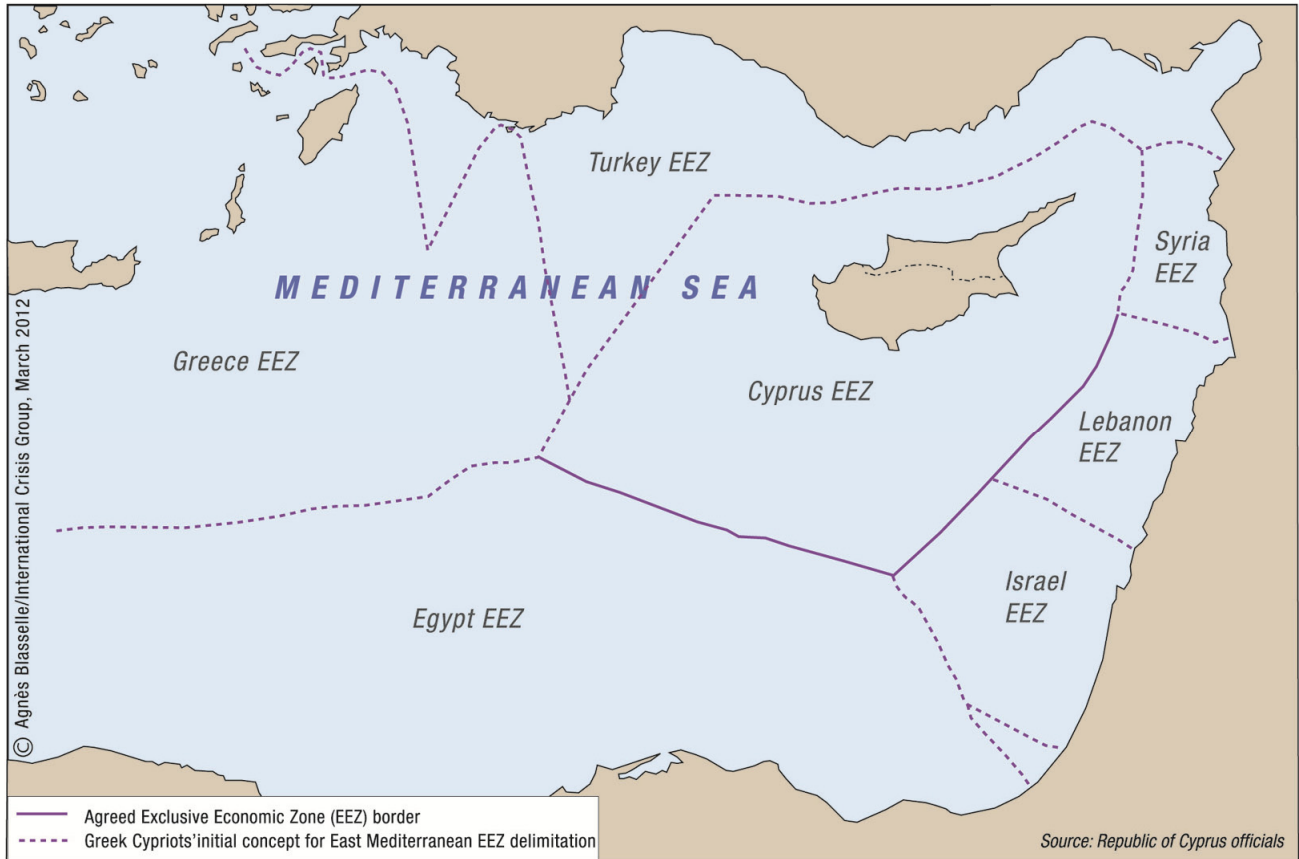 Turkey EEZ
Syria
EEZ
MEDITERRANEAN SEA
Greece EEZ
Cyprus EEZ
Lebanon
EEZ
Israel
EEZ
Egypt EEZ
© Agnès Blasselle/International Crisis Group, March 2012
Agreed Exclusive Economic Zone (EEZ) border
Greek Cypriots'initial concept for East Mediterranean EEZ delimitation
Source: Republic of Cyprus officials